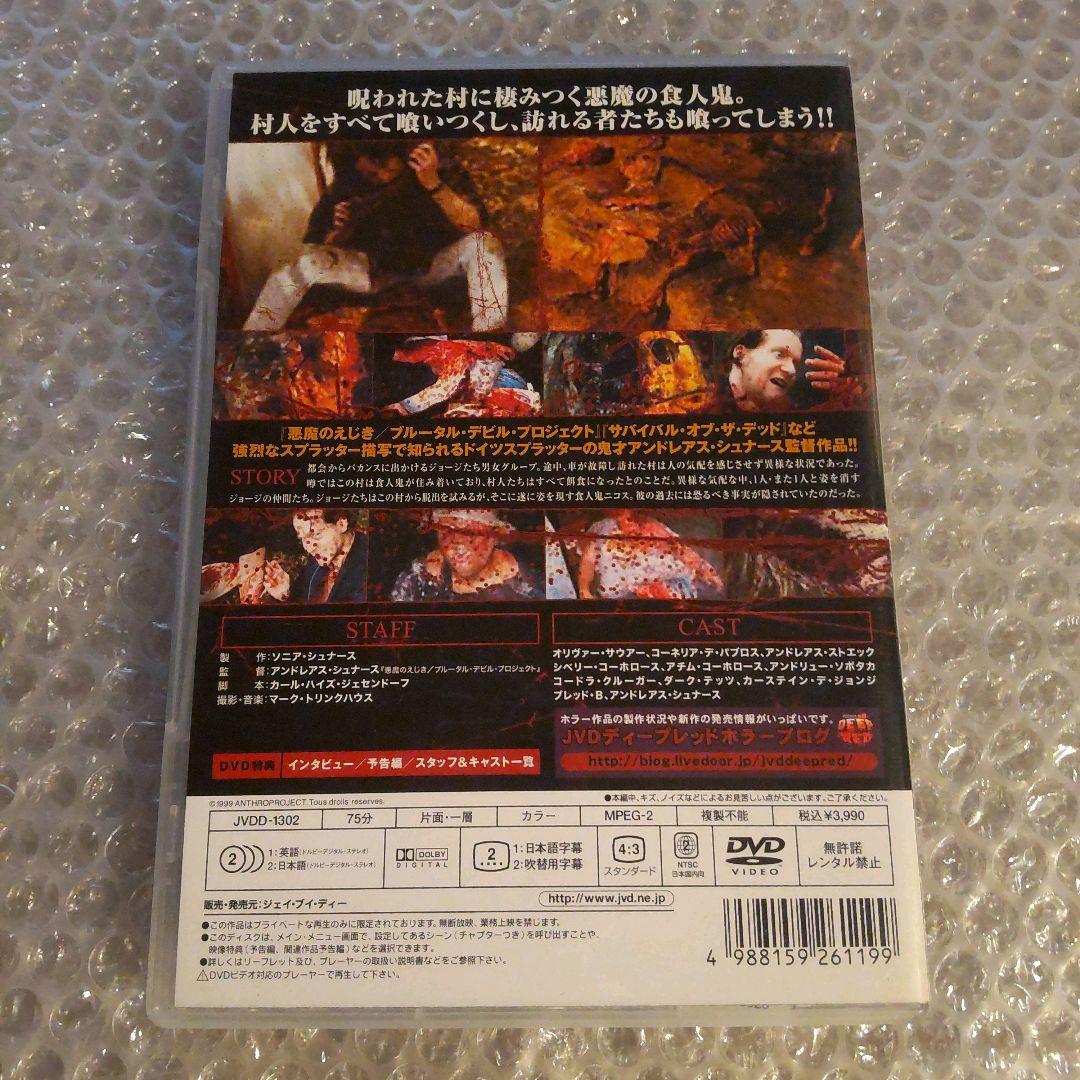 呪われた村に棲みつく悪魔の食人鬼。
村人をすべて喰いつくし、訪れる者たちも喰ってしまう!!
『悪魔のえじき/ブルータル・デビル・プロジェクト』『サバイバル・オブ・ザ・デッド』など
強烈なスプラッター描写で知られるドイツスプラッターの鬼才アンドレアス・シュナース監督作品!!
STORY
都会からバカンスに出かけるジョージたち男女グループ。途中、車が故障し訪れた村は人の気配を感じさせず異様な状況であった。
噂ではこの村は食人鬼が住み着いており、村人たちはすべて餌食になったとのことだ。異様な気配な中、1人・また1人と姿を消す
ジョージの仲間たち。ジョージたちはこの村から脱出を試みるが、そこに遂に姿を現す食人鬼ニコス。彼の過去には恐るべき事実が隠されていたのだった。
STAFF
製　作:ソニア・シュナース
監　督:アンドレアス・シュナース『悪魔のえじき/ブルータル・デビル・プロジェクト』
脚　本:カール・ハイズ・ジェセンドーフ
撮影・音楽:マーク・トリンクハウス
CAST
オリヴァー・サウアー、コーネリア・デ・パブロス、アンドレアス・ストエック
シベリー・コーホロース、アチム・コーホロース、アンドリュー・ソボタカ
コードラ・クルーガー、ダーク・テッツ、カーステイン・デ・ジョンジ
ブレッド・B、アンドレアス・シュナース
DVD特典 インタビュー/予告編/スタッフ&キャスト一覧
ホラー作品の製作状況や新作の発売情報がいっぱいです。
JVDディープレッドホラーブログ
DEEP RED
http://blog.livedoor.jp/jvddeepred/
©1999 ANTHROPROJECT. Tous droits reserves.
●本編中、キズ、ノイズなどによるお見苦しい点がございます。ご了承ください。
JVDD-1302 75分 片面・一層 カラー MPEG-2 複製不能 税込¥3,990
2 1:英語(ドルビーデジタル・ステレオ)
2:日本語(ドルビーデジタル・ステレオ)
DOLBY DIGITAL
2 1:日本語字幕
2:吹替用字幕
4:3
スタンダード
2
NTSC
日本国内向
DVD VIDEO
無許諾
レンタル禁止
販売・発売元:ジェイ・ブイ・ディー
http://www.jvd.ne.jp
●この作品はプライベートな再生のみに限定されております。無断放映、業務上映を禁じます。
●このディスクは、メイン・メニュー画面で、設定してあるシーン(チャプターつき)を呼び出すことや、
映像特典(予告編、関連作品予告編)などを選択できます。
●詳しくはリーフレット及び、プレーヤーの取扱い説明書などをご参照下さい。
⚠DVDビデオ対応のプレーヤーで再生して下さい。
4 988159 261199